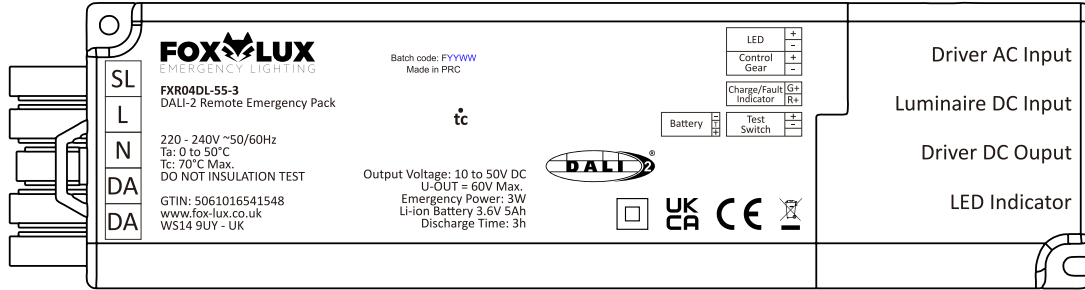 SL
L
N
DA
DA
FOX LUX
EMERGENCY LIGHTING
FXR04DL-55-3
DALI-2 Remote Emergency Pack
220 - 240V ~50/60Hz
Ta: 0 to 50°C
Tc: 70°C Max.
DO NOT INSULATION TEST
GTIN: 5061016541548
www.fox-lux.co.uk
WS14 9UY - UK
Batch code: FYYWW
Made in PRC
tc
Output Voltage: 10 to 50V DC
U-OUT = 60V Max.
Emergency Power: 3W
Li-ion Battery 3.6V 5Ah
Discharge Time: 3h
LED + -
Control Gear + -
Charge/Fault Indicator G+ R+
Battery - T +
Test Switch + -
DALI 2 ®
UK CA CE
Driver AC Input
Luminaire DC Input
Driver DC Ouput
LED Indicator